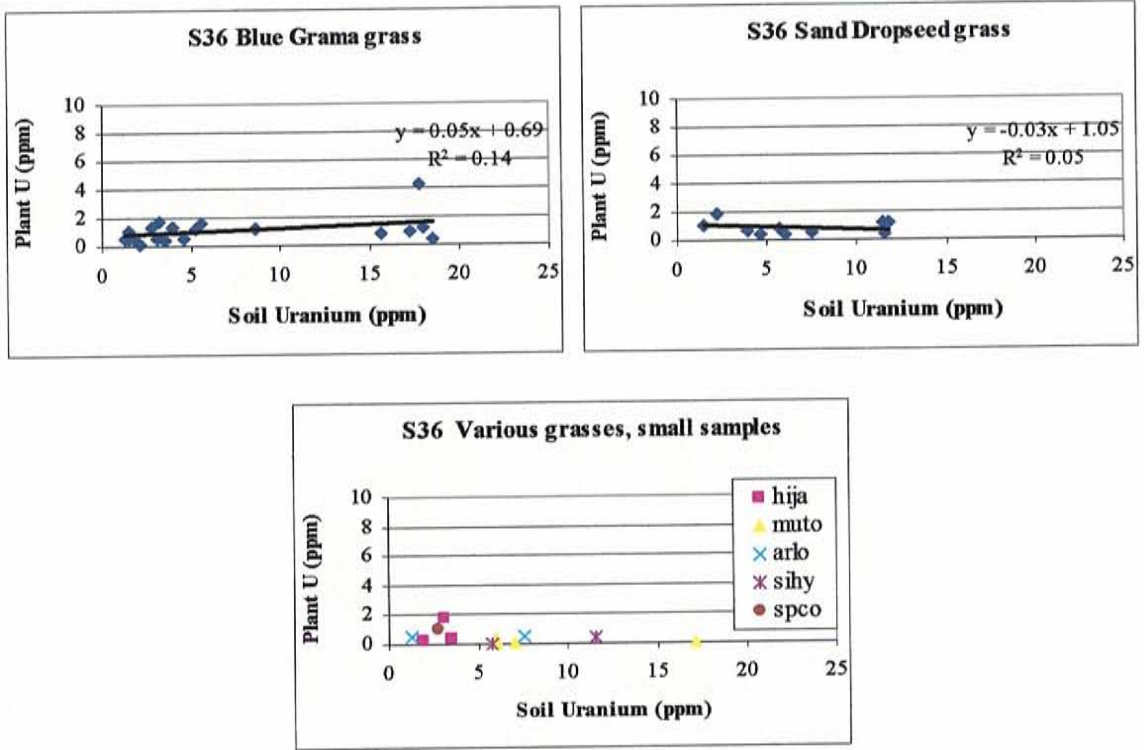 S36 Blue Grama grass
10
8
6
4
2
0
y = 0.05x + 0.69
R² = 0.14
0 5 10 15 20 25
Plant U (ppm)
Soil Uranium (ppm)
S36 Sand Dropseed grass
10
8
6
4
2
0
y = -0.03x + 1.05
R² = 0.05
0 5 10 15 20 25
Plant U (ppm)
Soil Uranium (ppm)
S36 Various grasses, small samples
10
8
6
4
2
0
hija
muto
arlo
sihy
spco
0 5 10 15 20 25
Plant U (ppm)
Soil Uranium (ppm)